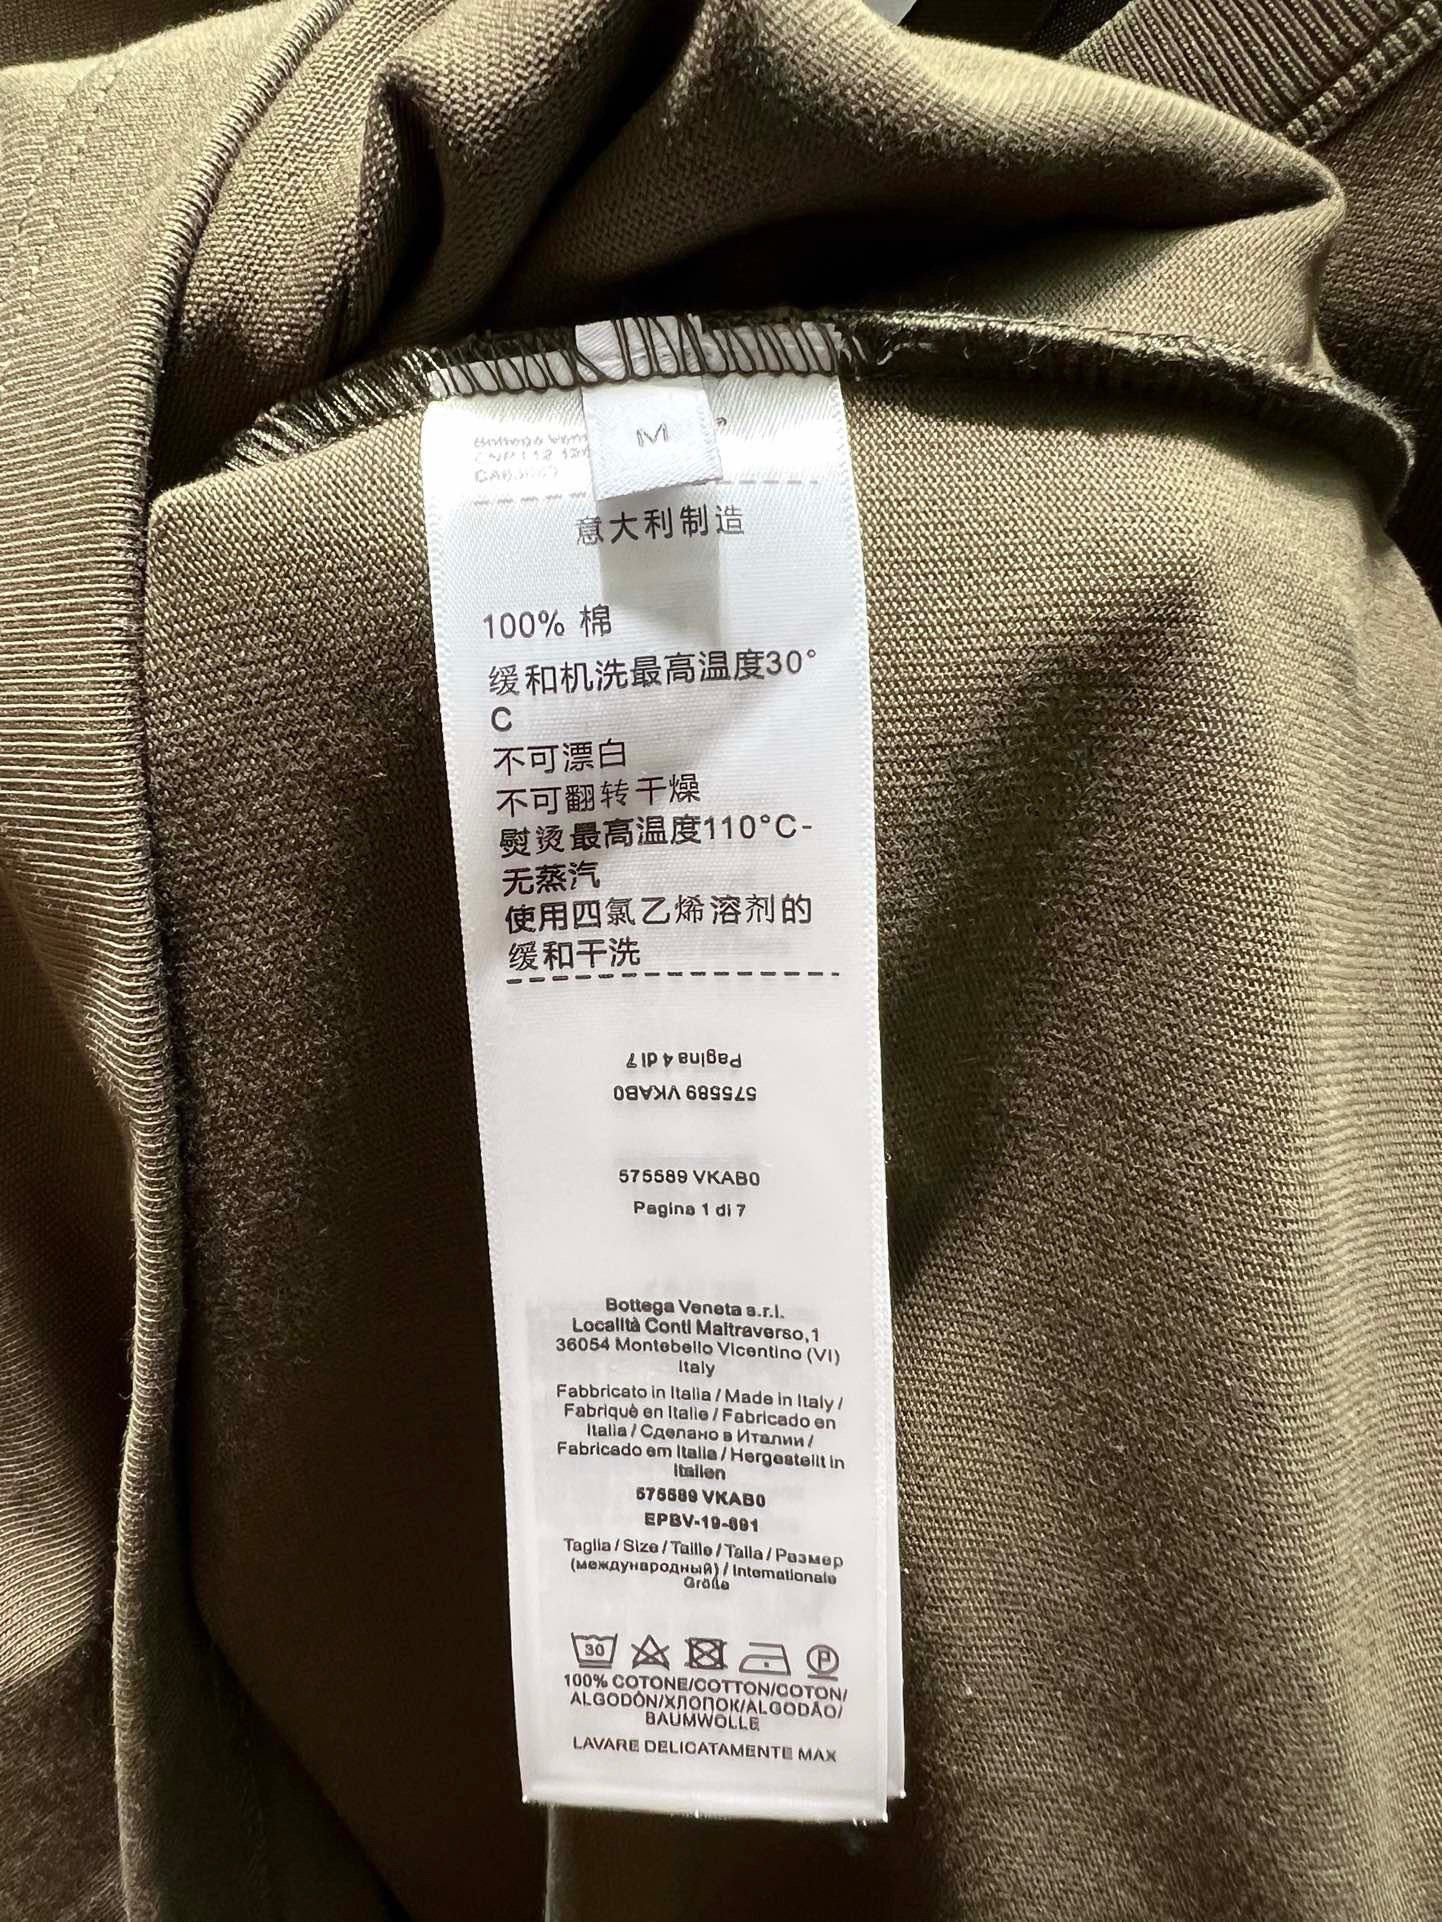 M
意大利制造
100% 棉
缓和机洗最高温度30°
C
不可漂白
不可翻转干燥
熨烫最高温度110°C-
无蒸汽
使用四氯乙烯溶剂的
缓和干洗
Pagina 4 di 7
575589 VKAB0
575589 VKAB0
Pagina 1 di 7
Bottega Veneta s.r.l.
Località Conti Maltraverso,1
36054 Montebello Vicentino (VI)
Italy
Fabbricato in Italia / Made in Italy /
Fabriqué en Italie / Fabricado en
Italia / Сделано в Италии /
Fabricado em Italia / Hergestellt in
Italien
575589 VKAB0
EPBV-19-691
Taglia / Size / Taille / Talla / Размер
(международный) / Internationale
Größe
30
P
100% COTONE/COTTON/COTON/
ALGODÓN/ХЛОПОК/ALGODÃO/
BAUMWOLLE
LAVARE DELICATAMENTE MAX